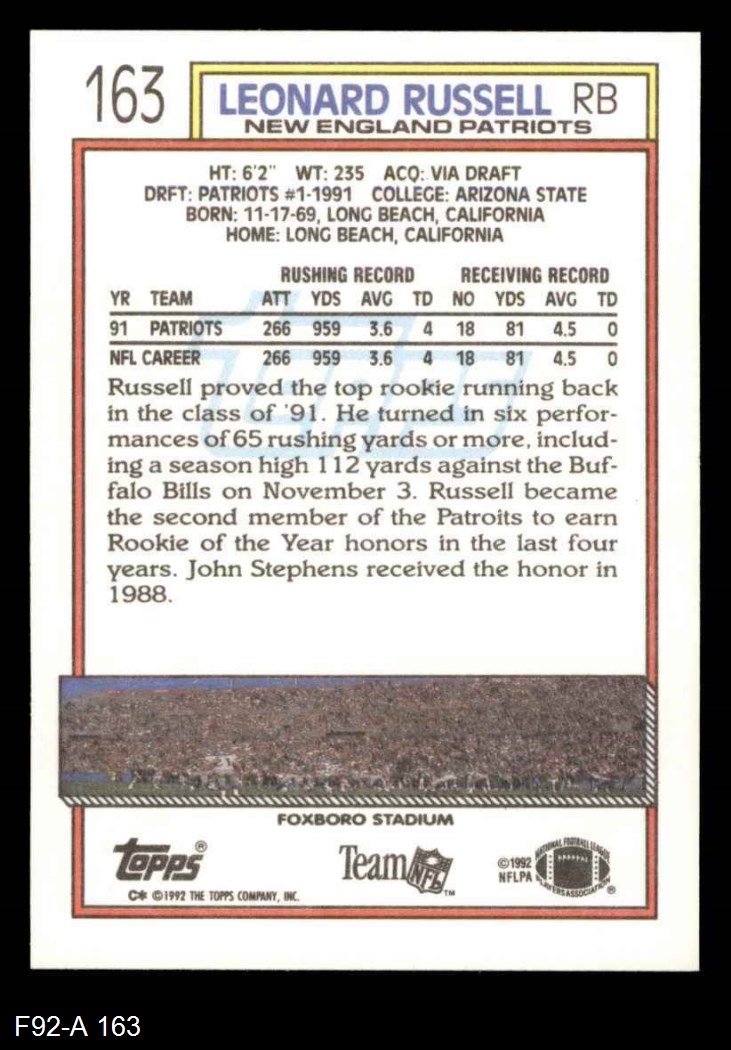 163
LEONARD RUSSELL RB
NEW ENGLAND PATRIOTS
HT: 6'2" WT: 235 ACQ: VIA DRAFT
DRFT: PATRIOTS #1-1991 COLLEGE: ARIZONA STATE
BORN: 11-17-69, LONG BEACH, CALIFORNIA
HOME: LONG BEACH, CALIFORNIA
RUSHING RECORD RECEIVING RECORD
YR TEAM ATT YDS AVG TD NO YDS AVG TD
91 PATRIOTS 266 959 3.6 4 18 81 4.5 0
NFL CAREER 266 959 3.6 4 18 81 4.5 0
Topps
Russell proved the top rookie running back
in the class of '91. He turned in six perfor-
mances of 65 rushing yards or more, includ-
ing a season high 112 yards against the Buf-
falo Bills on November 3. Russell became
the second member of the Patroits to earn
Rookie of the Year honors in the last four
years. John Stephens received the honor in
1988.
FOXBORO STADIUM
Topps®
C* ©1992 THE TOPPS COMPANY, INC.
Team NFL ™
©1992
NFLPA
NATIONAL FOOTBALL LEAGUE
PLAYERS ASSOCIATION ®
F92-A 163